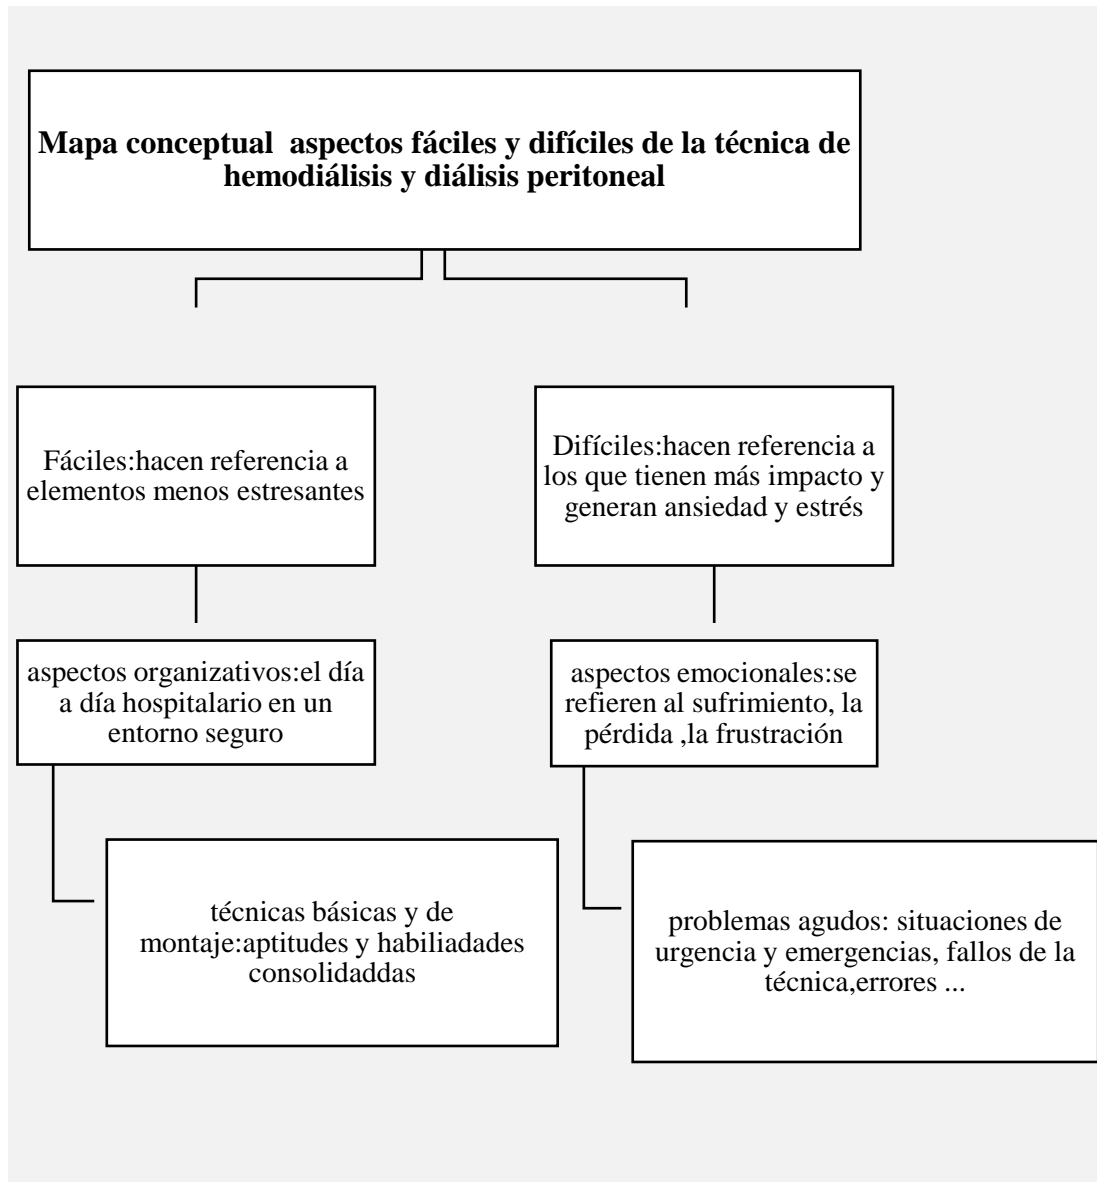 Mapa conceptual  aspectos fáciles y difíciles de la técnica de
hemodiálisis y diálisis peritoneal
Fáciles:hacen referencia a
elementos menos estresantes
Difíciles:hacen referencia a
los que tienen más impacto y
generan ansiedad y estrés
aspectos organizativos:el día
a día hospitalario en un
entorno seguro
aspectos emocionales:se
refieren al sufrimiento, la
pérdida ,la frustración
técnicas básicas y de
montaje:aptitudes y habiliadades
consolidaddas
problemas agudos: situaciones de
urgencia y emergencias, fallos de la
técnica,errores ...